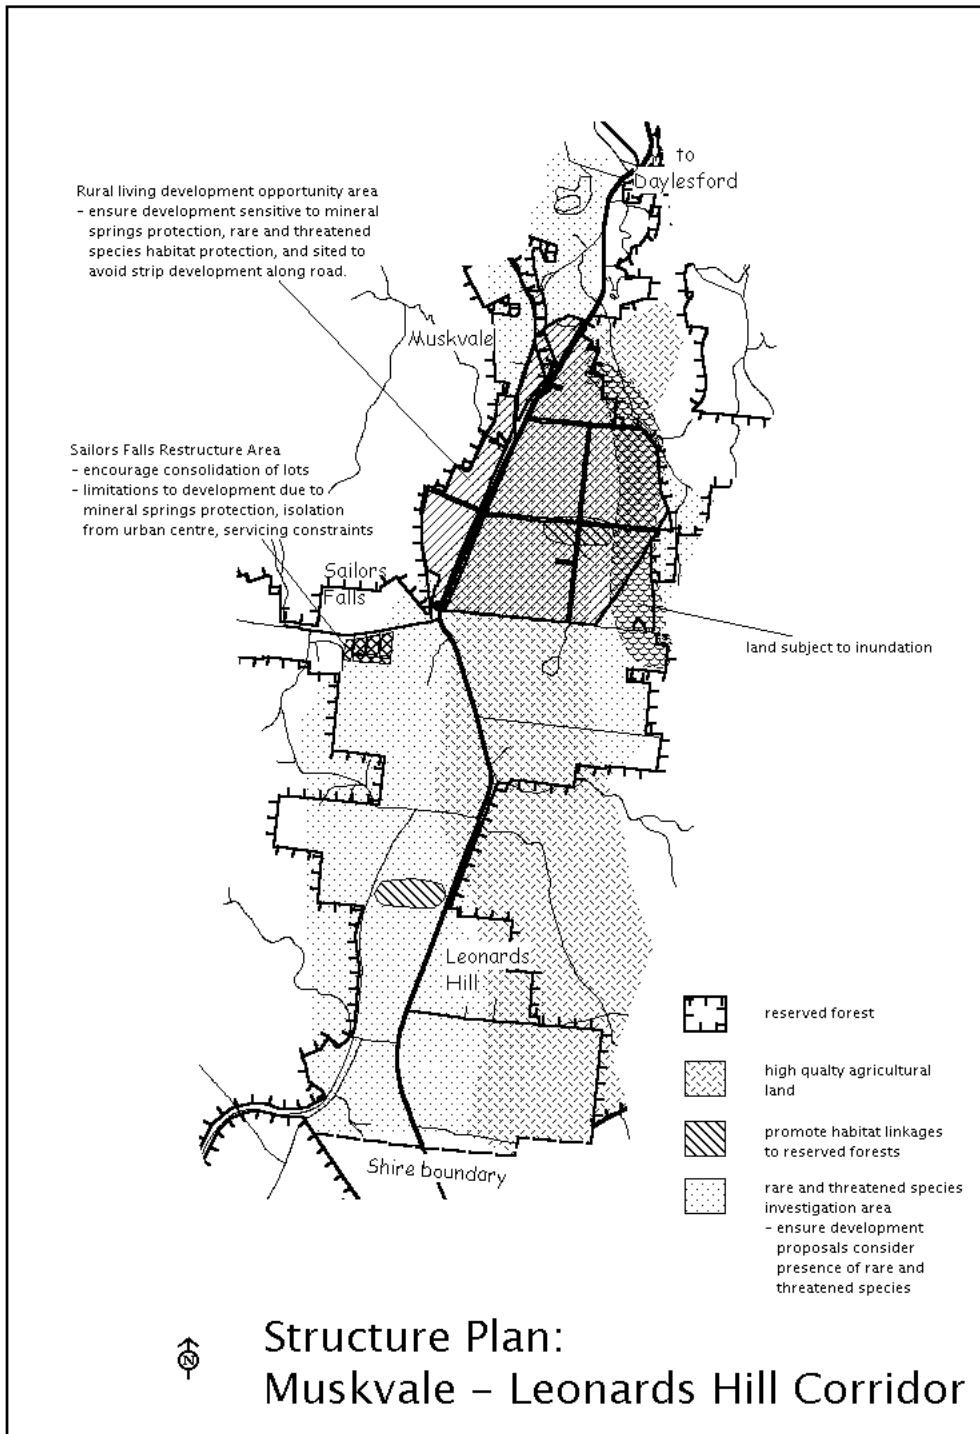 to
Daylesford
Rural living development opportunity area
- ensure development sensitive to mineral
springs protection, rare and threatened
species habitat protection, and sited to
avoid strip development along road.
Muskvale
Sailors Falls Restructure Area
- encourage consolidation of lots
- limitations to development due to
mineral springs protection, isolation
from urban centre, servicing constraints
Sailors
Falls
land subject to inundation
Leonards
Hill
reserved forest
high qualty agricultural
land
promote habitat linkages
to reserved forests
rare and threatened species
investigation area
- ensure development
proposals consider
presence of rare and
threatened species
Shire boundary
N
Structure Plan:
Muskvale – Leonards Hill Corridor